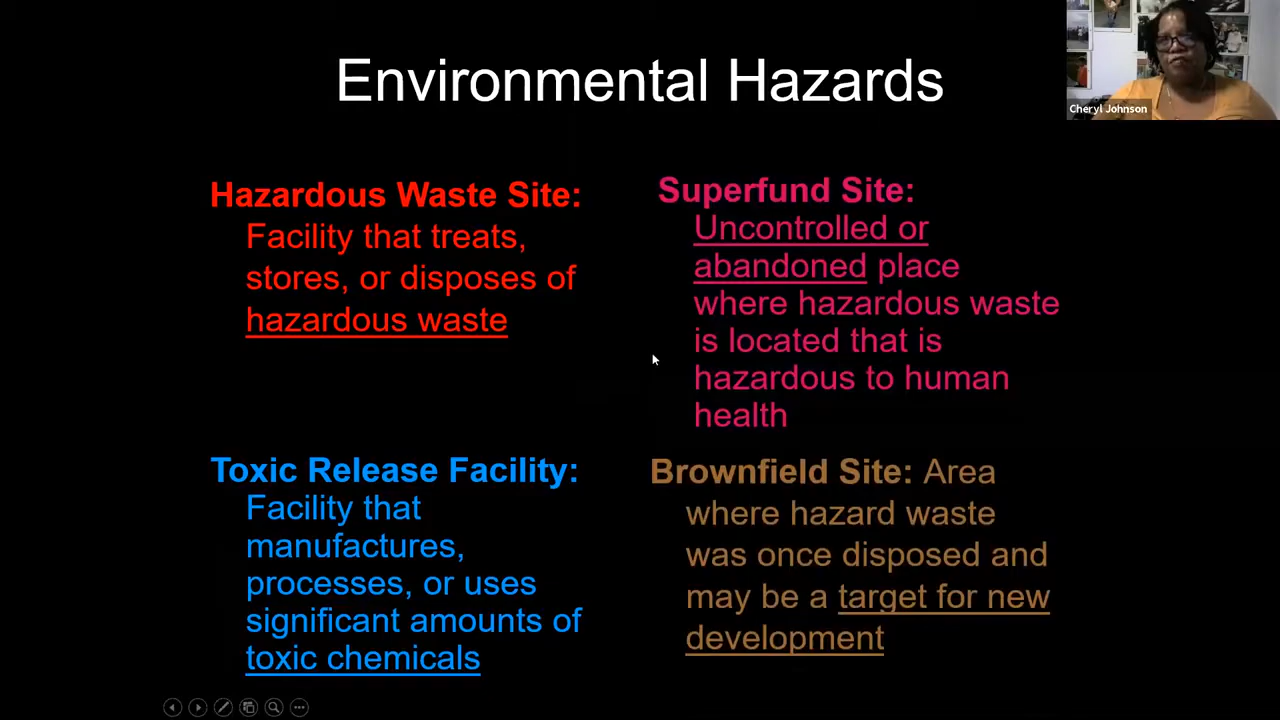 Environmental Hazards
Cheryl Johnson
Hazardous Waste Site:
Facility that treats,
stores, or disposes of
hazardous waste
Superfund Site:
Uncontrolled or
abandoned place
where hazardous waste
is located that is
hazardous to human
health
Toxic Release Facility:
Facility that
manufactures,
processes, or uses
significant amounts of
toxic chemicals
Brownfield Site: Area
where hazard waste
was once disposed and
may be a target for new
development